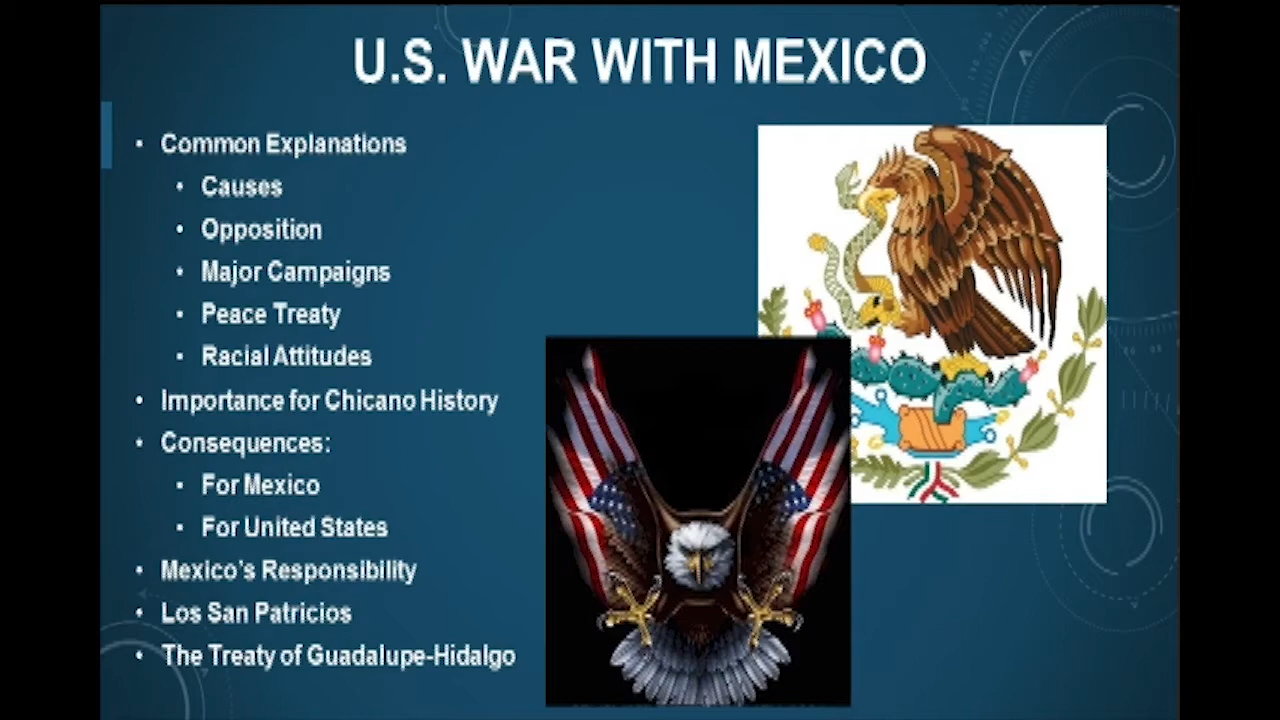 U.S. WAR WITH MEXICO
• Common Explanations
• Causes
• Opposition
• Major Campaigns
• Peace Treaty
• Racial Attitudes
• Importance for Chicano History
• Consequences:
• For Mexico
• For United States
• Mexico's Responsibility
• Los San Patricios
• The Treaty of Guadalupe-Hidalgo